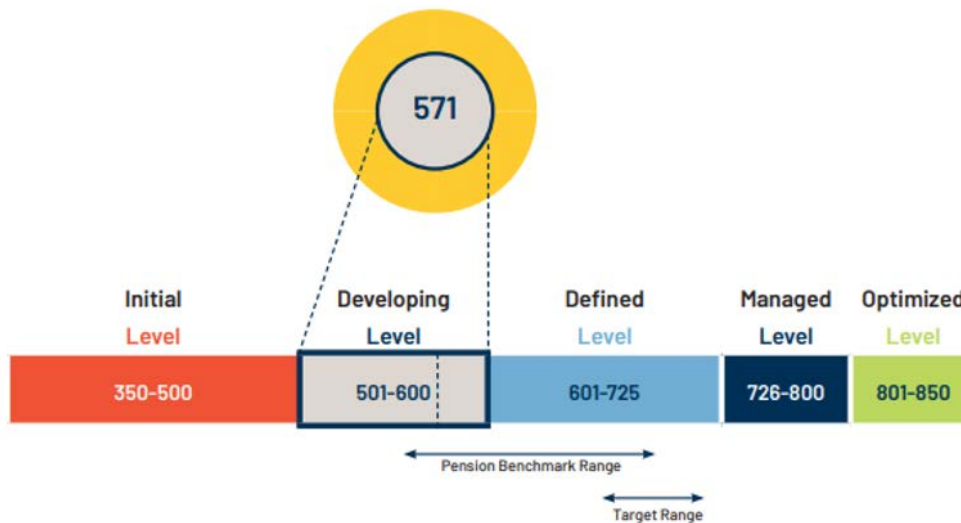 571
Initial Developing Defined Managed Optimized
Level Level Level Level Level
350-500 501-600 601-725 726-800 801-850
Pension Benchmark Range
Target Range